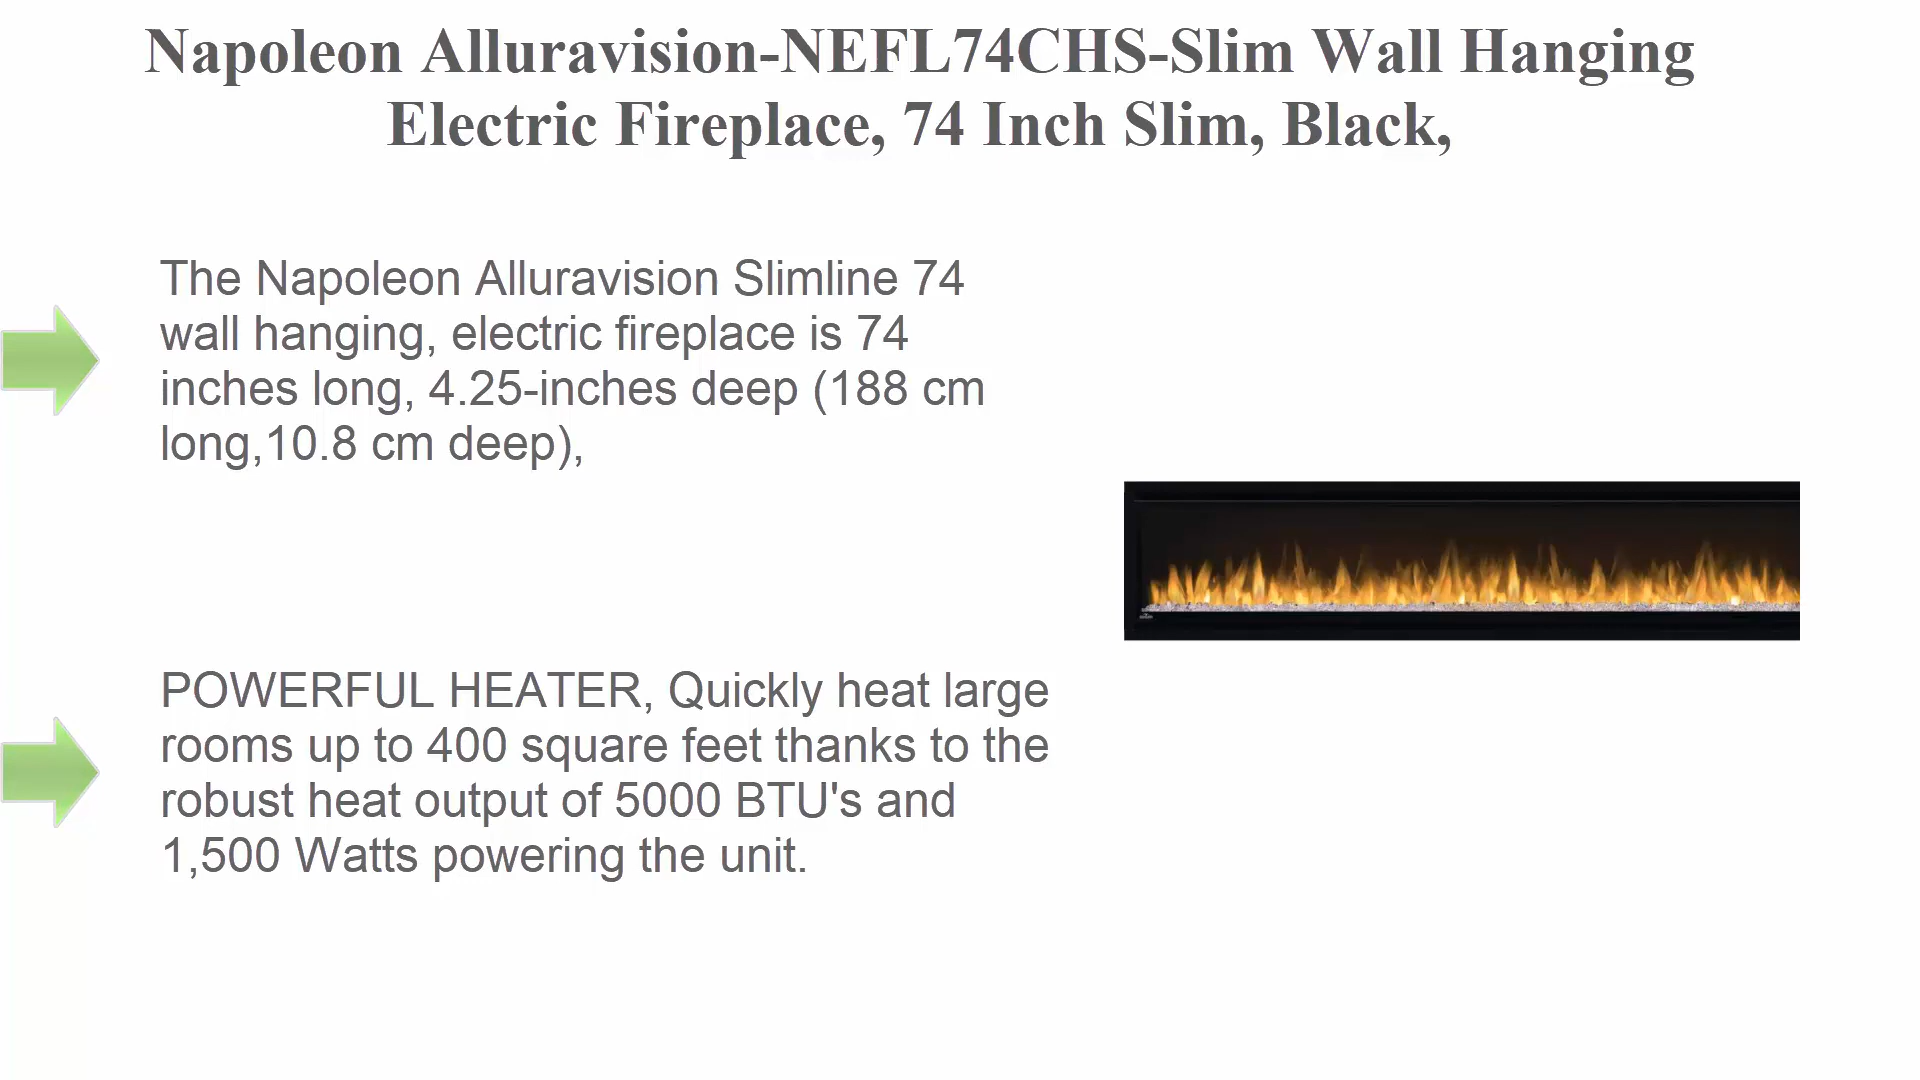 Napoleon Alluravision-NEFL74CHS-Slim Wall Hanging
Electric Fireplace, 74 Inch Slim, Black,
The Napoleon Alluravision Slimline 74
wall hanging, electric fireplace is 74
inches long, 4.25-inches deep (188 cm
long,10.8 cm deep),
POWERFUL HEATER, Quickly heat large
rooms up to 400 square feet thanks to the
robust heat output of 5000 BTU's and
1,500 Watts powering the unit.